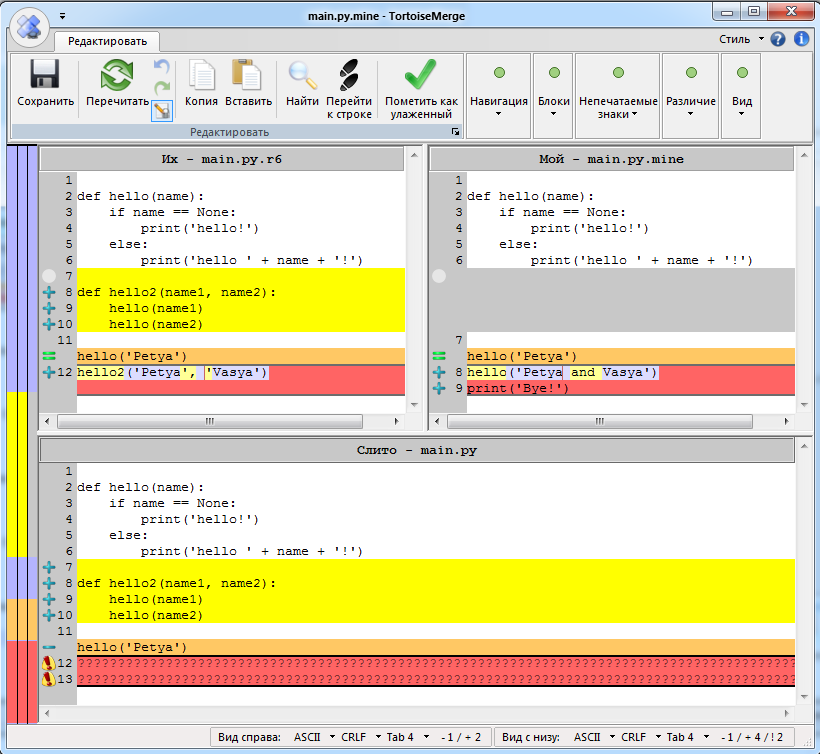 main.py.mine - TortoiseMerge
Редактировать
Стиль
Сохранить
Перечитать
Копия
Вставить
Найти
Перейти
к строке
Пометить как
улаженный
Навигация
Блоки
Непечатаемые
знаки
Различие
Вид
Редактировать
Их - main.py.r6
1
2 def hello(name):
3 if name == None:
4 print('hello!')
5 else:
6 print('hello ' + name + '!')
7
8 def hello2(name1, name2):
9 hello(name1)
10 hello(name2)
11
hello('Petya')
12 hello2('Petya', 'Vasya')
Мой - main.py.mine
1
2 def hello(name):
3 if name == None:
4 print('hello!')
5 else:
6 print('hello ' + name + '!')
7
hello('Petya')
8 hello('Petya and Vasya')
9 print('Bye!')
Слито - main.py
1
2 def hello(name):
3 if name == None:
4 print('hello!')
5 else:
6 print('hello ' + name + '!')
7
8 def hello2(name1, name2):
9 hello(name1)
10 hello(name2)
11
hello('Petya')
12 ??????????????????????????????????????????????????????????????????????????????????????????
13 ??????????????????????????????????????????????????????????????????????????????????????????
Вид справа: ASCII CRLF Tab 4 - 1 / + 2 Вид с низу: ASCII CRLF Tab 4 - 1 / + 4 / ! 2